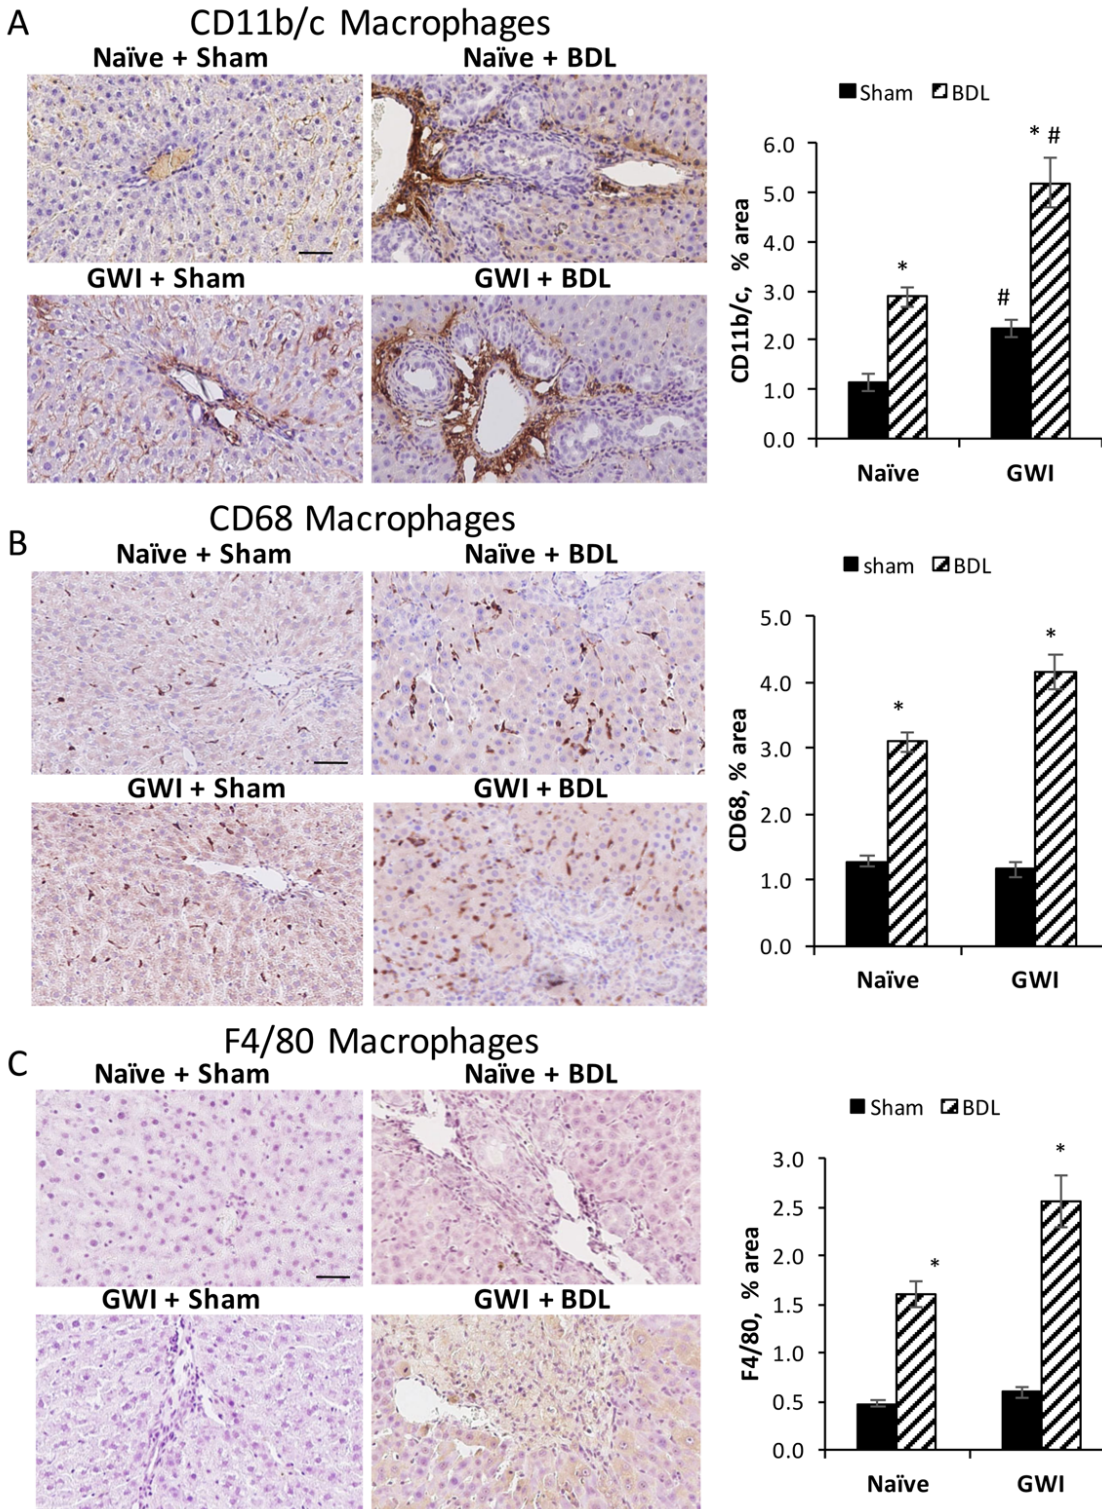 A
CD11b/c Macrophages
Naïve + Sham
Naïve + BDL
GWI + Sham
GWI + BDL
Sham BDL
* #
*
#
6.0
5.0
4.0
3.0
2.0
1.0
0.0
CD11b/c, % area
Naïve GWI
B
CD68 Macrophages
Naïve + Sham
Naïve + BDL
GWI + Sham
GWI + BDL
sham BDL
*
*
5.0
4.0
3.0
2.0
1.0
0.0
CD68, % area
Naïve GWI
C
F4/80 Macrophages
Naïve + Sham
Naïve + BDL
GWI + Sham
GWI + BDL
Sham BDL
*
*
3.0
2.5
2.0
1.5
1.0
0.5
0.0
F4/80, % area
Naïve GWI